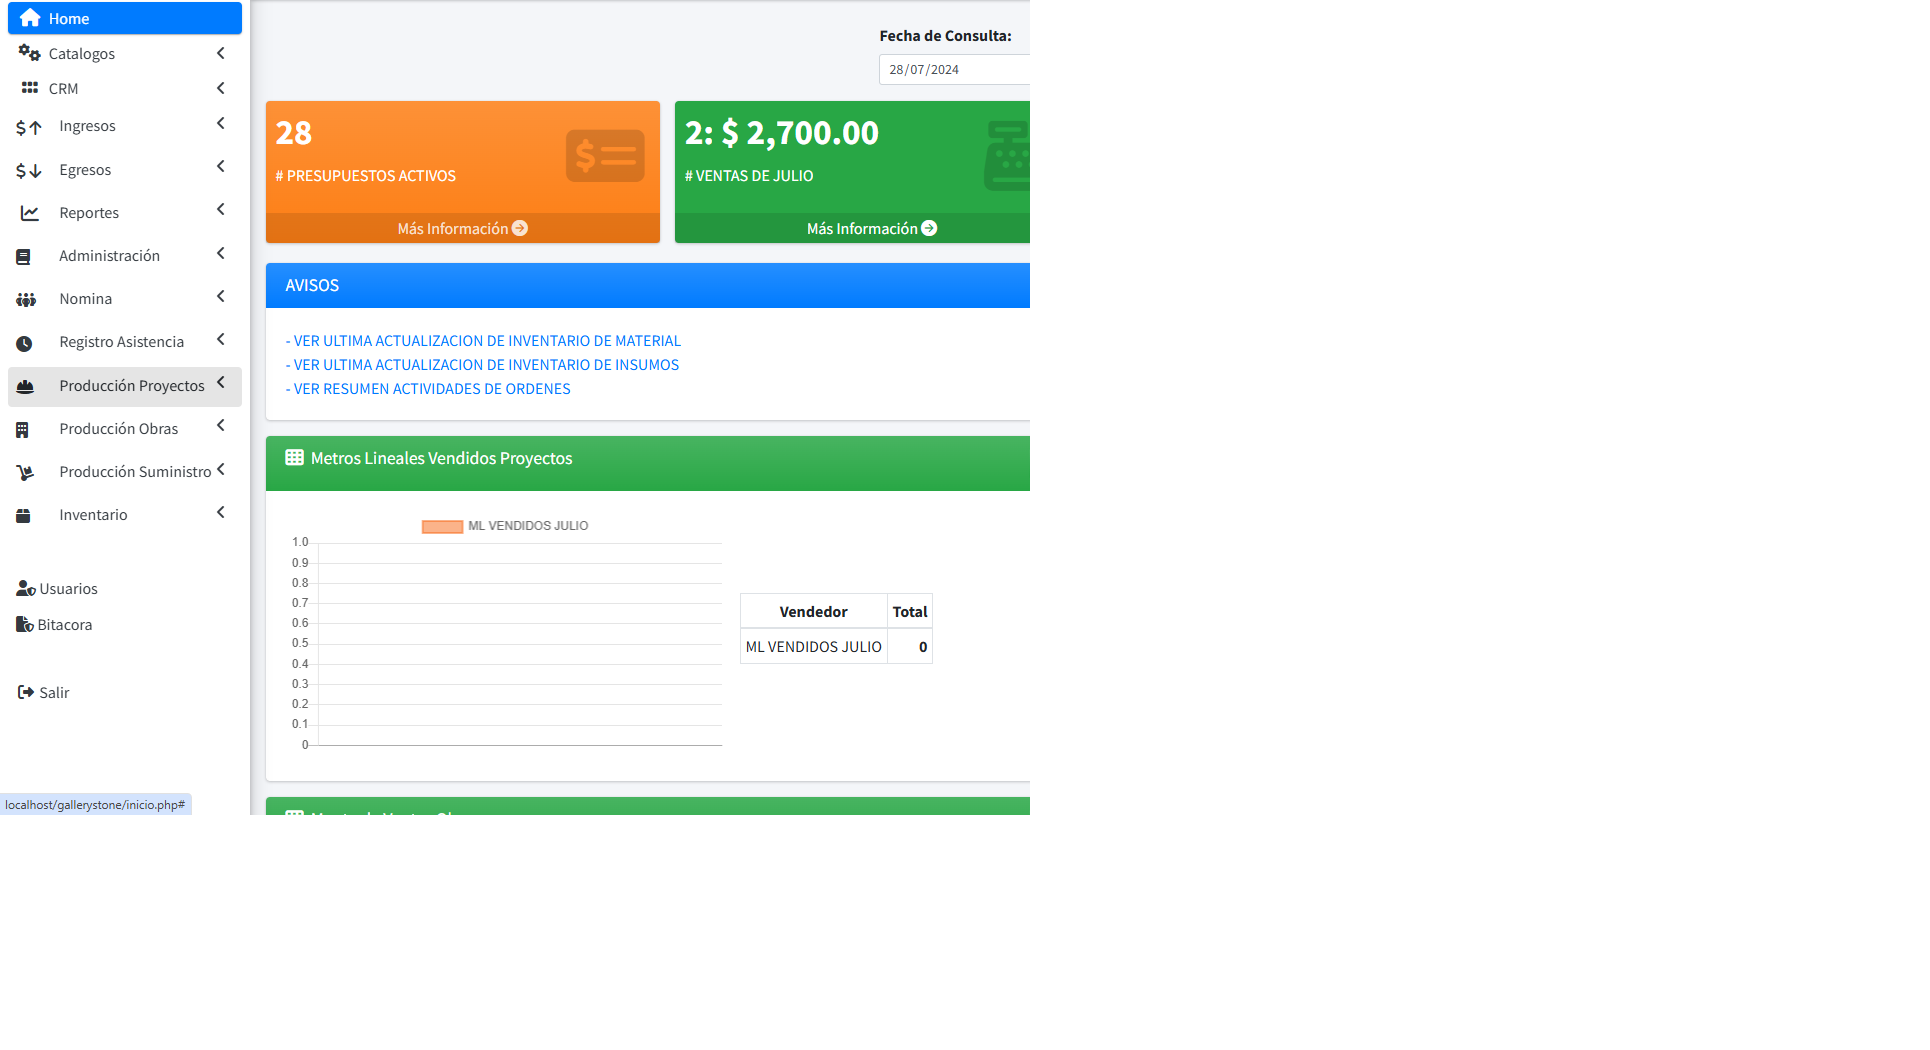 Home
Catalogos
CRM
Ingresos
Egresos
Reportes
Administración
Nomina
Registro Asistencia
Producción Proyectos
Producción Obras
Producción Suministro
Inventario
Usuarios
Bitacora
Salir
localhost/gallerystone/inicio.php#
Fecha de Consulta:
28/07/2024
28
# PRESUPUESTOS ACTIVOS
Más Información
2: $ 2,700.00
# VENTAS DE JULIO
Más Información
AVISOS
- VER ULTIMA ACTUALIZACION DE INVENTARIO DE MATERIAL
- VER ULTIMA ACTUALIZACION DE INVENTARIO DE INSUMOS
- VER RESUMEN ACTIVIDADES DE ORDENES
Metros Lineales Vendidos Proyectos
ML VENDIDOS JULIO
1.0
0.9
0.8
0.7
0.6
0.5
0.4
0.3
0.2
0.1
0
Vendedor Total
ML VENDIDOS JULIO 0